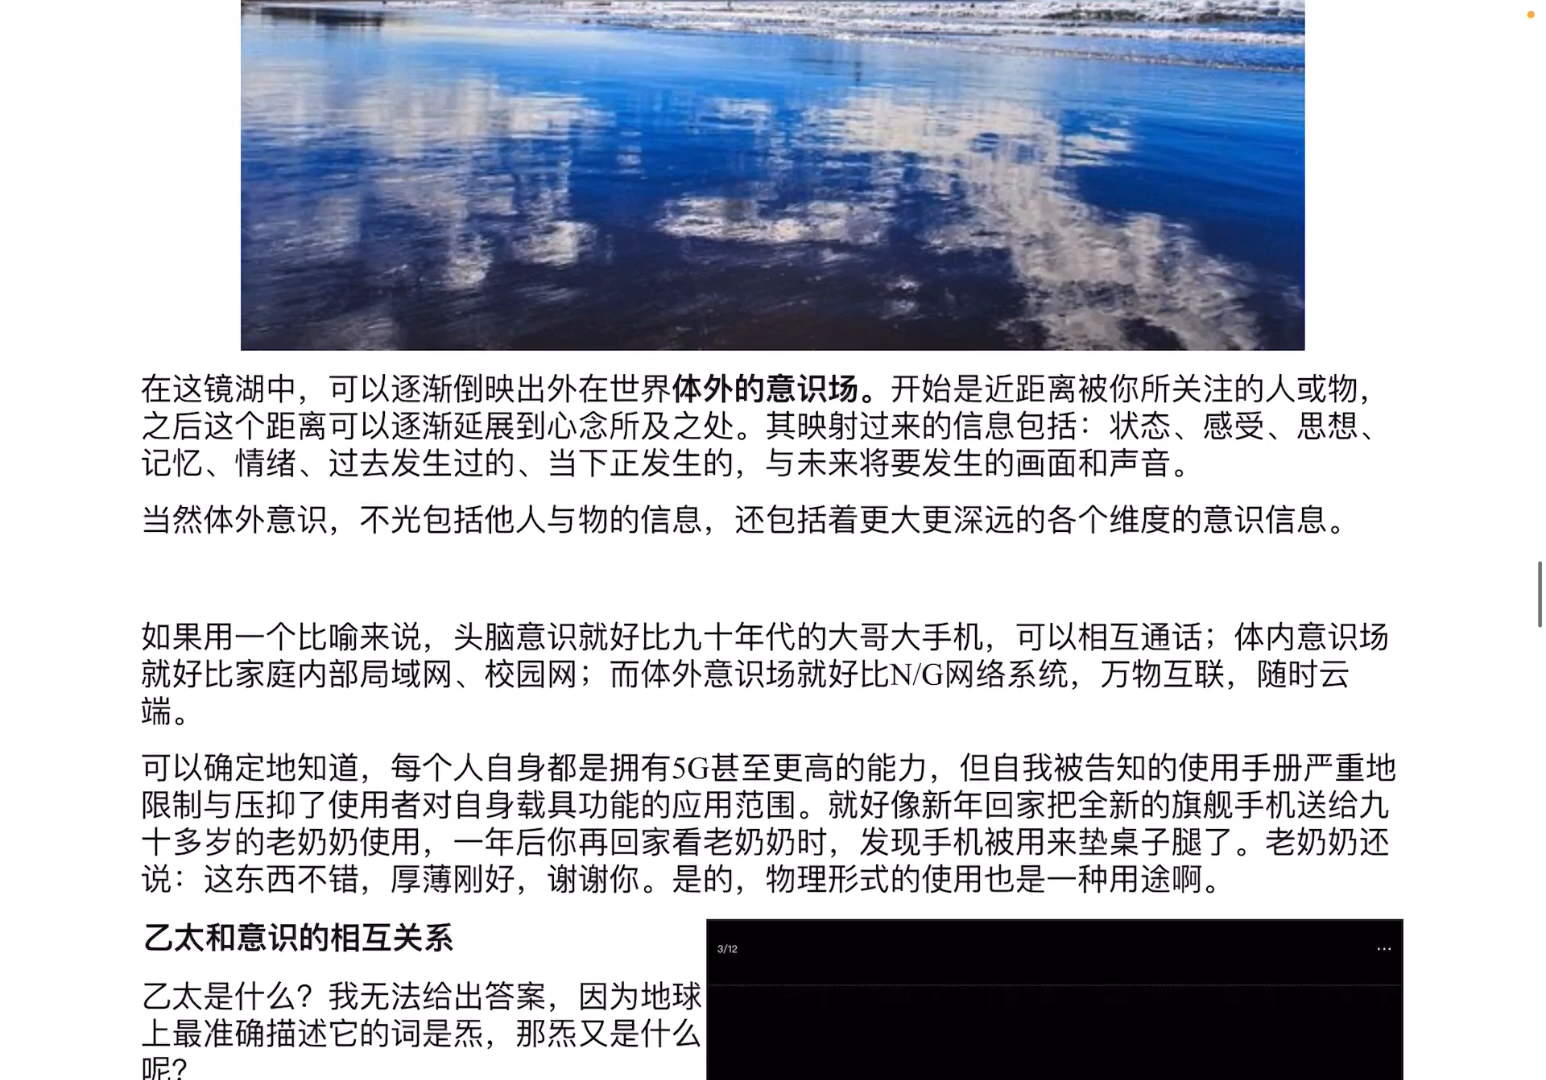 在这镜湖中，可以逐渐倒映出外在世界体外的意识场。开始是近距离被你所关注的人或物，
之后这个距离可以逐渐延展到心念所及之处。其映射过来的信息包括：状态、感受、思想、
记忆、情绪、过去发生过的、当下正发生的，与未来将要发生的画面和声音。
当然体外意识，不光包括他人与物的信息，还包括着更大更深远的各个维度的意识信息。
如果用一个比喻来说，头脑意识就好比九十年代的大哥大手机，可以相互通话；体内意识场
就好比家庭内部局域网、校园网；而体外意识场就好比N/G网络系统，万物互联，随时云
端。
可以确定地知道，每个人自身都是拥有5G甚至更高的能力，但自我被告知的使用手册严重地
限制与压抑了使用者对自身载具功能的应用范围。就好像新年回家把全新的旗舰手机送给九
十多岁的老奶奶使用，一年后你再回家看老奶奶时，发现手机被用来垫桌子腿了。老奶奶还
说：这东西不错，厚薄刚好，谢谢你。是的，物理形式的使用也是一种用途啊。
乙太和意识的相互关系
3/12
乙太是什么？我无法给出答案，因为地球
上最准确描述它的词是炁，那炁又是什么
呢？